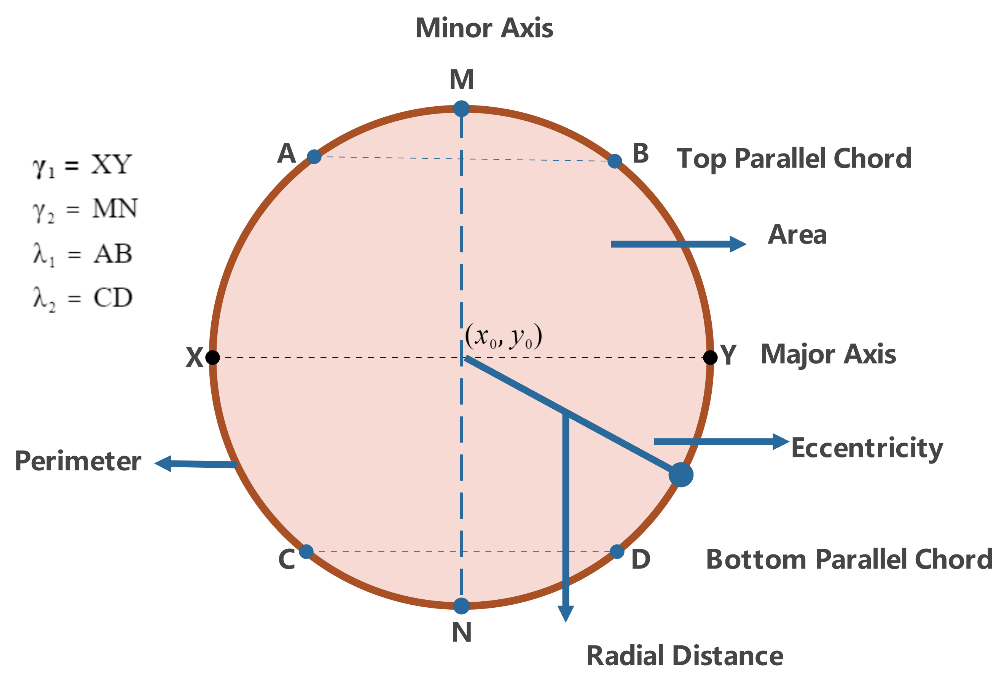 Minor Axis
M
A
B
Top Parallel Chord
γ₁ = XY
γ₂ = MN
λ₁ = AB
λ₂ = CD
Area
(x₀, y₀)
X
Y
Major Axis
Perimeter
Eccentricity
C
D
Bottom Parallel Chord
N
Radial Distance